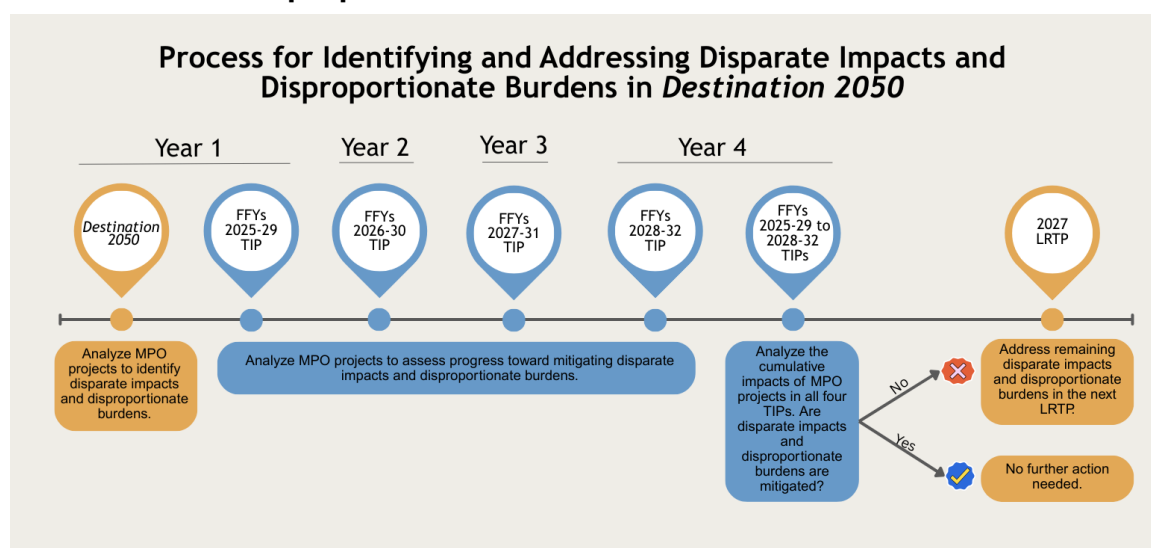 Process for Identifying and Addressing Disparate Impacts and
Disproportionate Burdens in Destination 2050
Year 1
Year 2
Year 3
Year 4
Destination
2050
FFYs
2025-29
TIP
FFYs
2026-30
TIP
FFYs
2027-31
TIP
FFYs
2028-32
TIP
FFYs
2025-29 to
2028-32
TIPs
2027
LRTP
Analyze MPO
projects to identify
disparate impacts
and disproportionate
burdens.
Analyze MPO projects to assess progress toward mitigating disparate
impacts and disproportionate burdens.
Analyze the
cumulative
impacts of MPO
projects in all four
TIPs. Are
disparate impacts
and
disproportionate
burdens are
mitigated?
No
Yes
Address remaining
disparate impacts
and disproportionate
burdens in the next
LRTP.
No further action
needed.